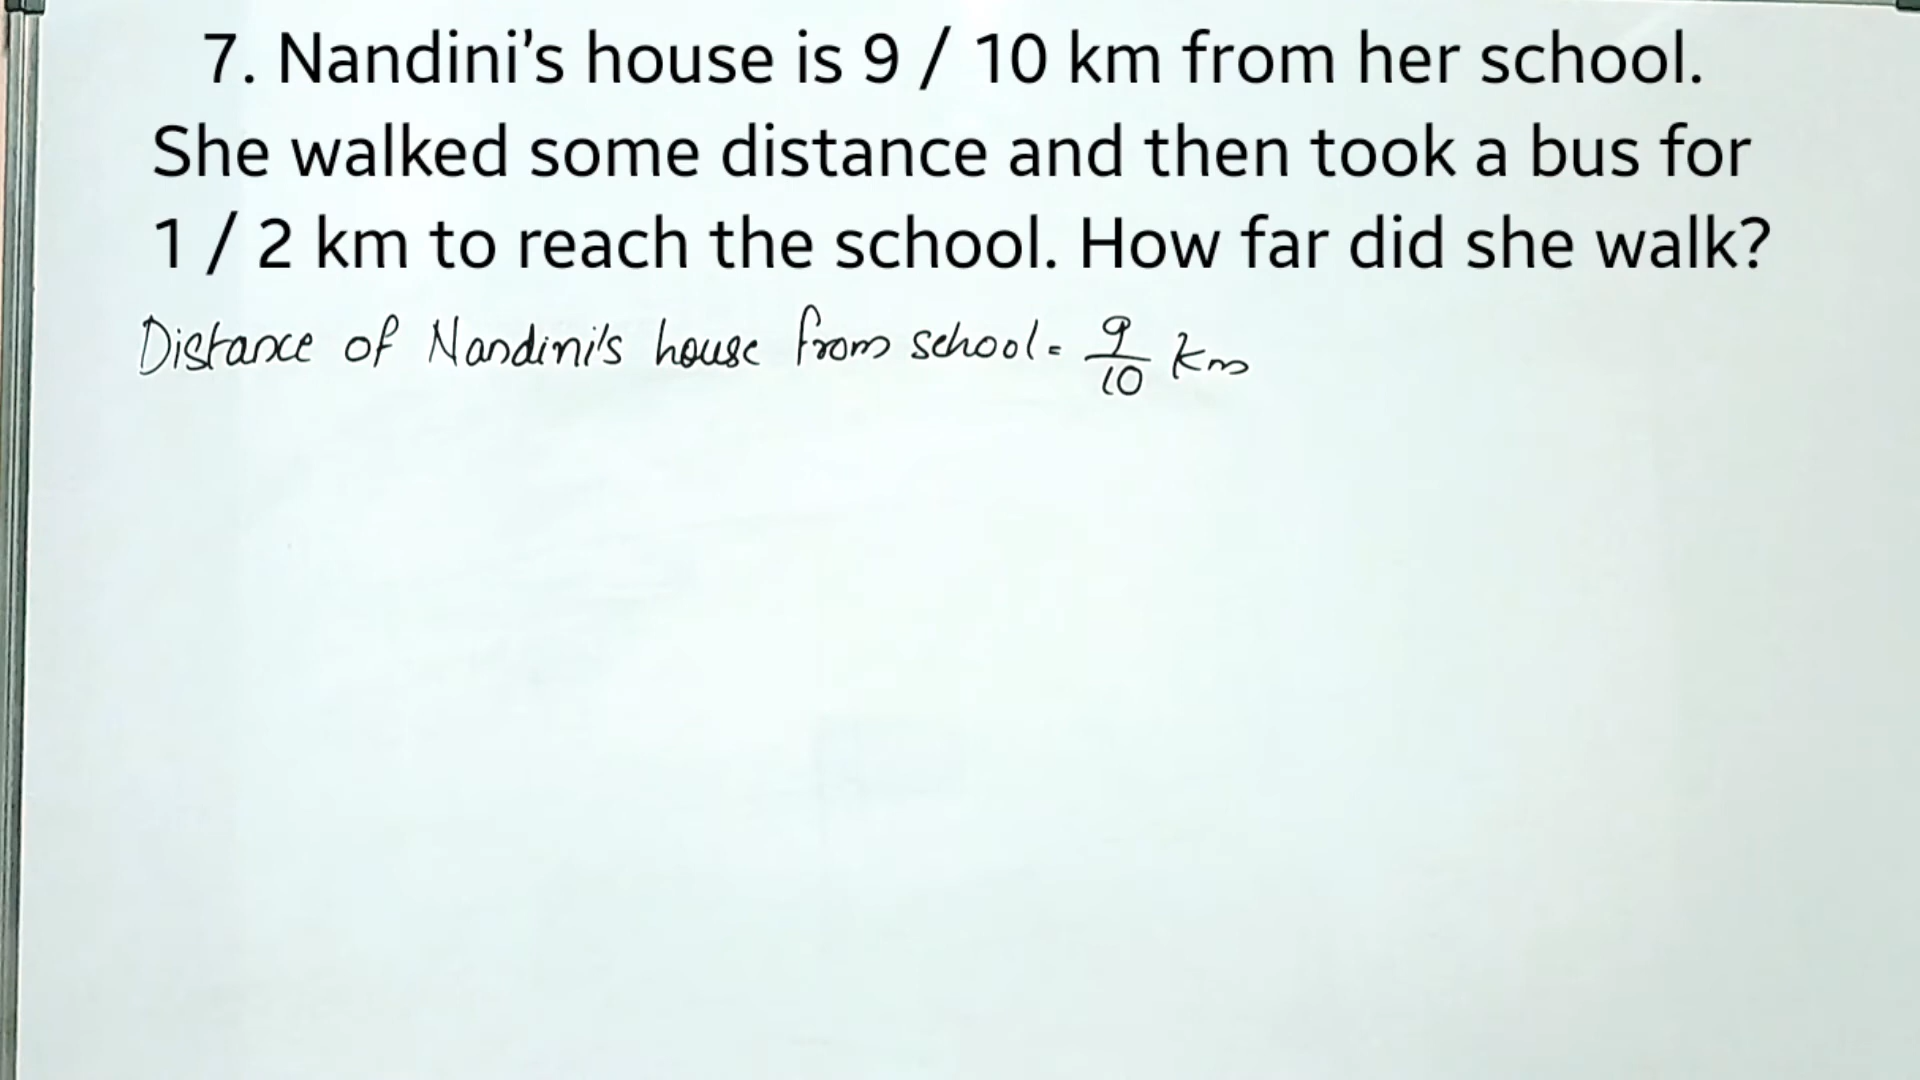 7. Nandini's house is 9 / 10 km from her school.
She walked some distance and then took a bus for
1 / 2 km to reach the school. How far did she walk?
Distance of Nandini's house from school = 9/10 km